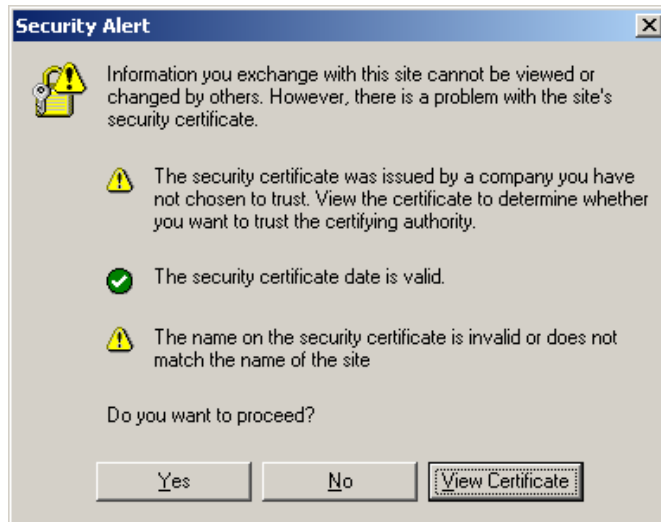 Security Alert
Information you exchange with this site cannot be viewed or
changed by others. However, there is a problem with the site's
security certificate.
The security certificate was issued by a company you have
not chosen to trust. View the certificate to determine whether
you want to trust the certifying authority.
The security certificate date is valid.
The name on the security certificate is invalid or does not
match the name of the site
Do you want to proceed?
Yes No View Certificate